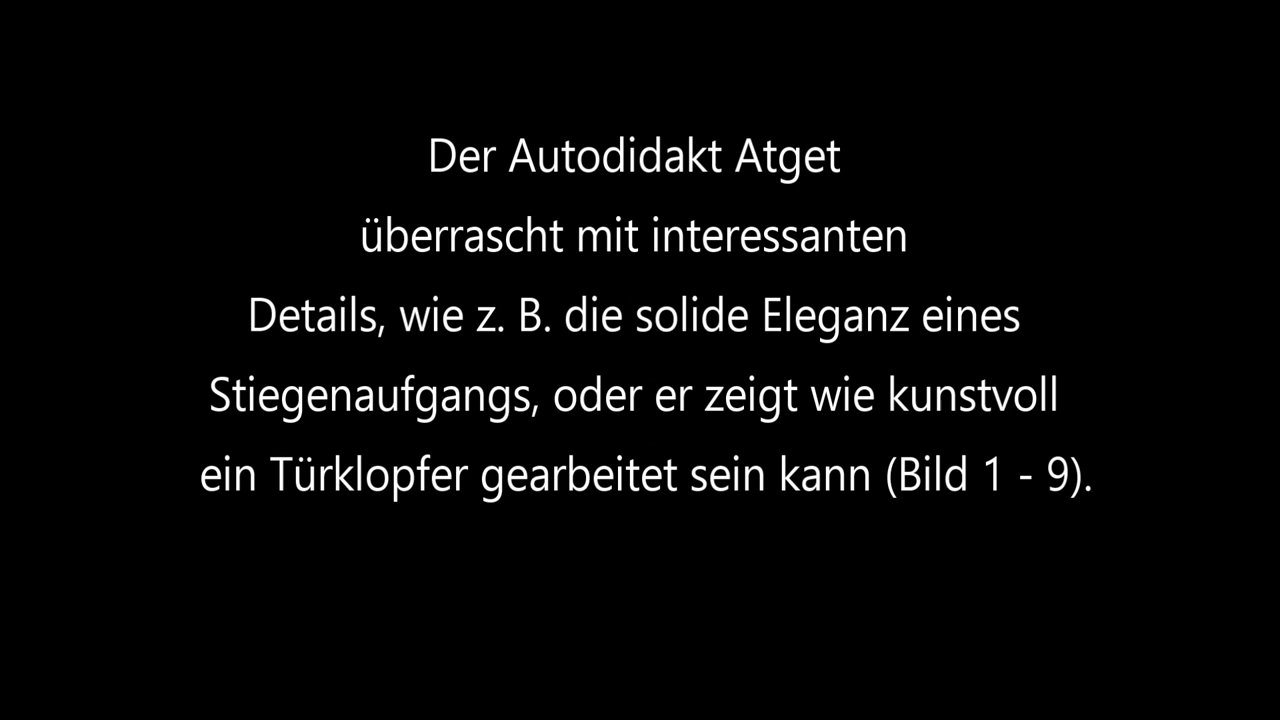 Der Autodidakt Atget
überrascht mit interessanten
Details, wie z. B. die solide Eleganz eines
Stiegenaufgangs, oder er zeigt wie kunstvoll
ein Türklopfer gearbeitet sein kann (Bild 1 - 9).